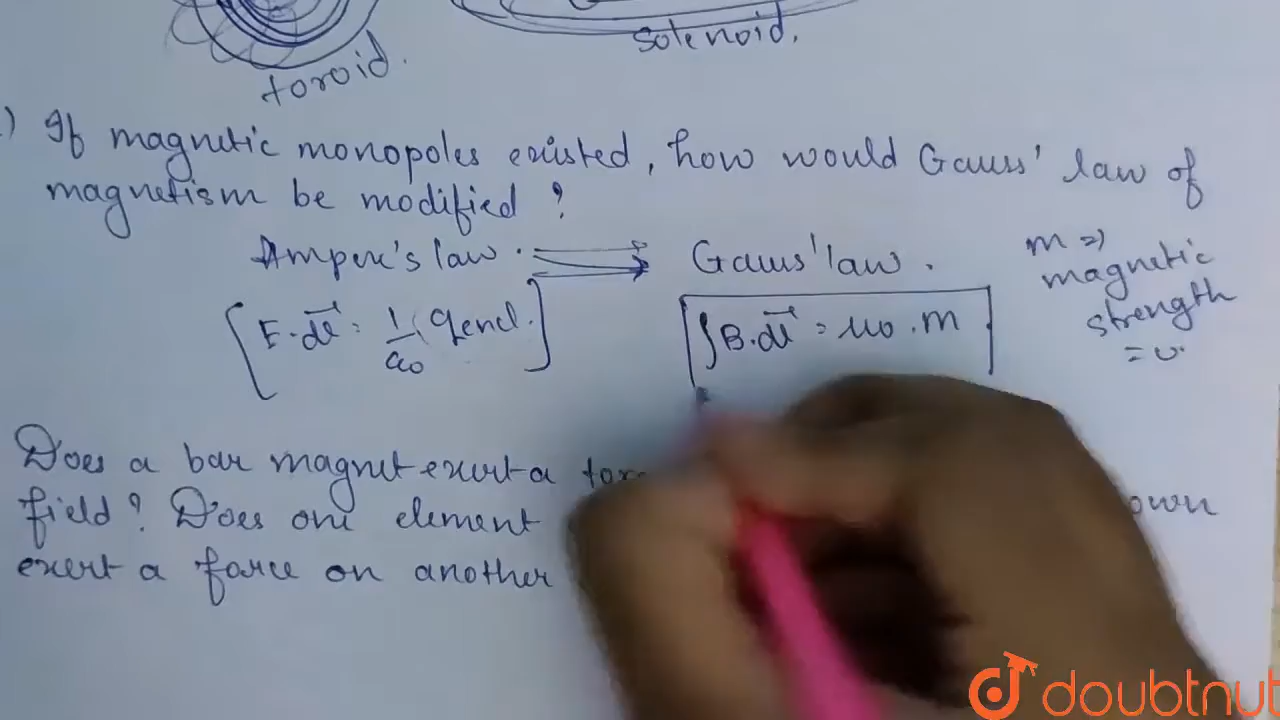 toroid.
Solenoid.
) If magnetic monopoles existed, how would Gauss' law of
magnetism be modified ?
Amper's law. Gauss' law.
m ⇒
magnetic
strength
E.dl = 1/ε0 qencl.
∫B.dl = μ0.m
Does a bar magnet exert a
field? Does one element own
exert a force on another
doubtnut